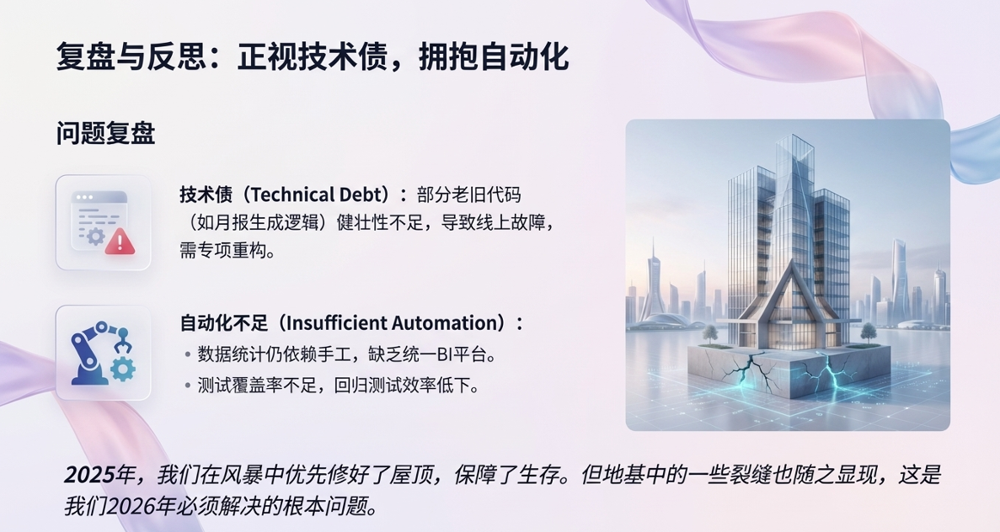 复盘与反思：正视技术债，拥抱自动化
问题复盘
技术债（Technical Debt）：部分老旧代码
（如月报生成逻辑）健壮性不足，导致线上故障，
需专项重构。
自动化不足（Insufficient Automation）：
• 数据统计仍依赖手工，缺乏统一BI平台。
• 测试覆盖率不足，回归测试效率低下。
2025年，我们在风暴中优先修好了屋顶，保障了生存。但地基中的一些裂缝也随之显现，这是
我们2026年必须解决的根本问题。